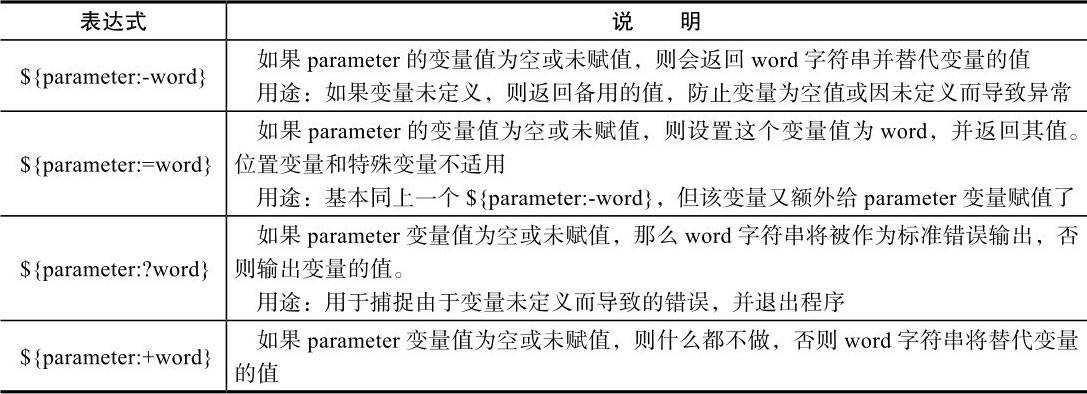 表达式 说 明
${parameter:-word} 如果 parameter 的变量值为空或未赋值，则会返回 word 字符串并替代变量的值
用途：如果变量未定义，则返回备用的值，防止变量为空值或因未定义而导致异常
${parameter:=word} 如果 parameter 的变量值为空或未赋值，则设置这个变量值为 word，并返回其值。
位置变量和特殊变量不适用
用途：基本同上一个 ${parameter:-word}，但该变量又额外给 parameter 变量赋值了
${parameter:?word} 如果 parameter 变量值为空或未赋值，那么 word 字符串将被作为标准错误输出，否
则输出变量的值。
用途：用于捕捉由于变量未定义而导致的错误，并退出程序
${parameter:+word} 如果 parameter 变量值为空或未赋值，则什么都不做，否则 word 字符串将替代变量
的值